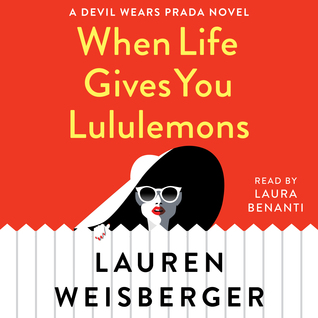 A DEVIL WEARS PRADA NOVEL
When Life
Gives You
Lululemons
READ BY
LAURA
BENANTI
LAUREN
WEISBERGER